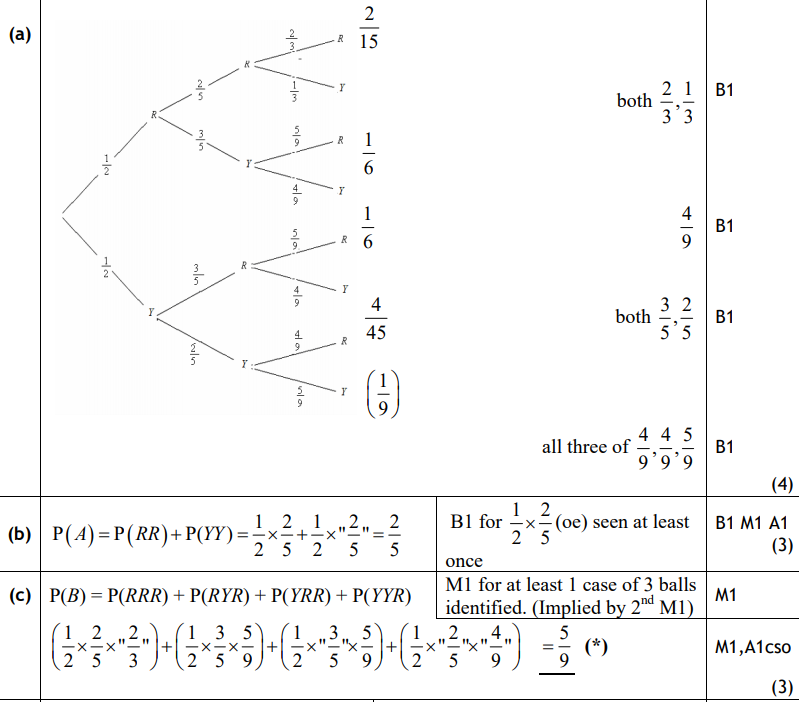 (a)
2/15
2/3 R
R
2/5 1/3 Y
both 2/3, 1/3 B1
R
1/2 3/5 5/9 R 1/6
Y
4/9 Y
1/6
4/9 B1
5/9 R
1/2 3/5 R
4/9 Y
Y
4/45
both 3/5, 2/5 B1
2/5 4/9 R
Y
5/9 Y (1/9)
all three of 4/9, 4/9, 5/9 B1
(4)
(b) P(A) = P(RR) + P(YY) = 1/2 × 2/5 + 1/2 × "2/5" = 2/5
B1 for 1/2 × 2/5 (oe) seen at least
once
B1 M1 A1
(3)
(c) P(B) = P(RRR) + P(RYR) + P(YRR) + P(YYR)
M1 for at least 1 case of 3 balls
identified. (Implied by 2nd M1)
M1
(1/2 × 2/5 × "2/3") + (1/2 × 3/5 × 5/9) + (1/2 × "3/5" × 5/9) + (1/2 × "2/5" × "4/9") = 5/9 (*)
M1,A1cso
(3)